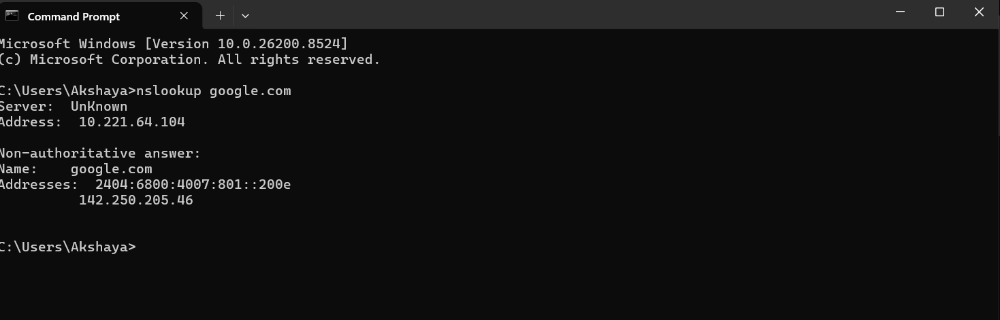 Command Prompt
Microsoft Windows [Version 10.0.26200.8524]
(c) Microsoft Corporation. All rights reserved.
C:\Users\Akshaya>nslookup google.com
Server:  UnKnown
Address:  10.221.64.104
Non-authoritative answer:
Name:    google.com
Addresses:  2404:6800:4007:801::200e
          142.250.205.46
C:\Users\Akshaya>